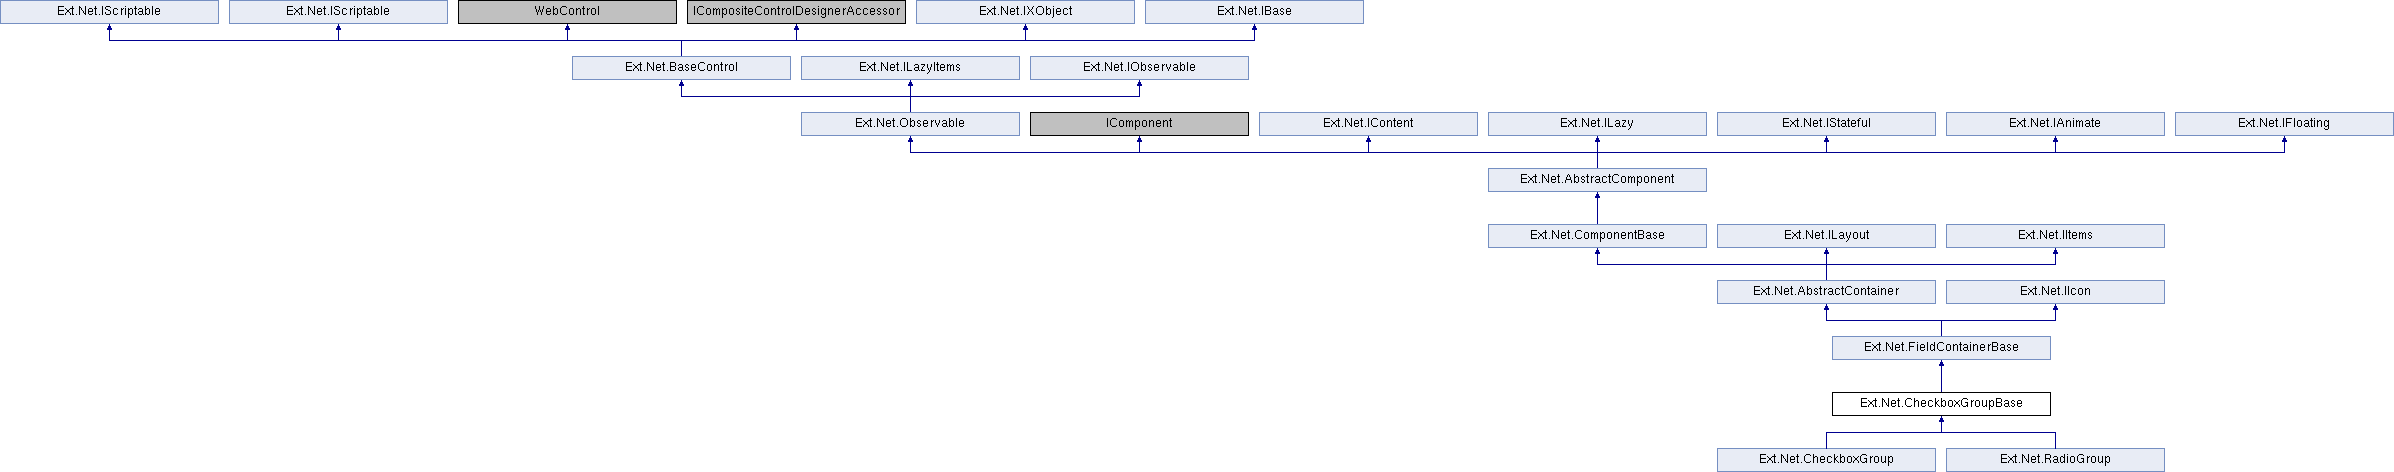 Ext.Net.IScriptable
Ext.Net.IScriptable
WebControl
ICompositeControlDesignerAccessor
Ext.Net.IXObject
Ext.Net.IBase
Ext.Net.BaseControl
Ext.Net.ILazyItems
Ext.Net.IObservable
Ext.Net.Observable
IComponent
Ext.Net.IContent
Ext.Net.ILazy
Ext.Net.IStateful
Ext.Net.IAnimate
Ext.Net.IFloating
Ext.Net.AbstractComponent
Ext.Net.ComponentBase
Ext.Net.ILayout
Ext.Net.IItems
Ext.Net.AbstractContainer
Ext.Net.IIcon
Ext.Net.FieldContainerBase
Ext.Net.CheckboxGroupBase
Ext.Net.CheckboxGroup
Ext.Net.RadioGroup